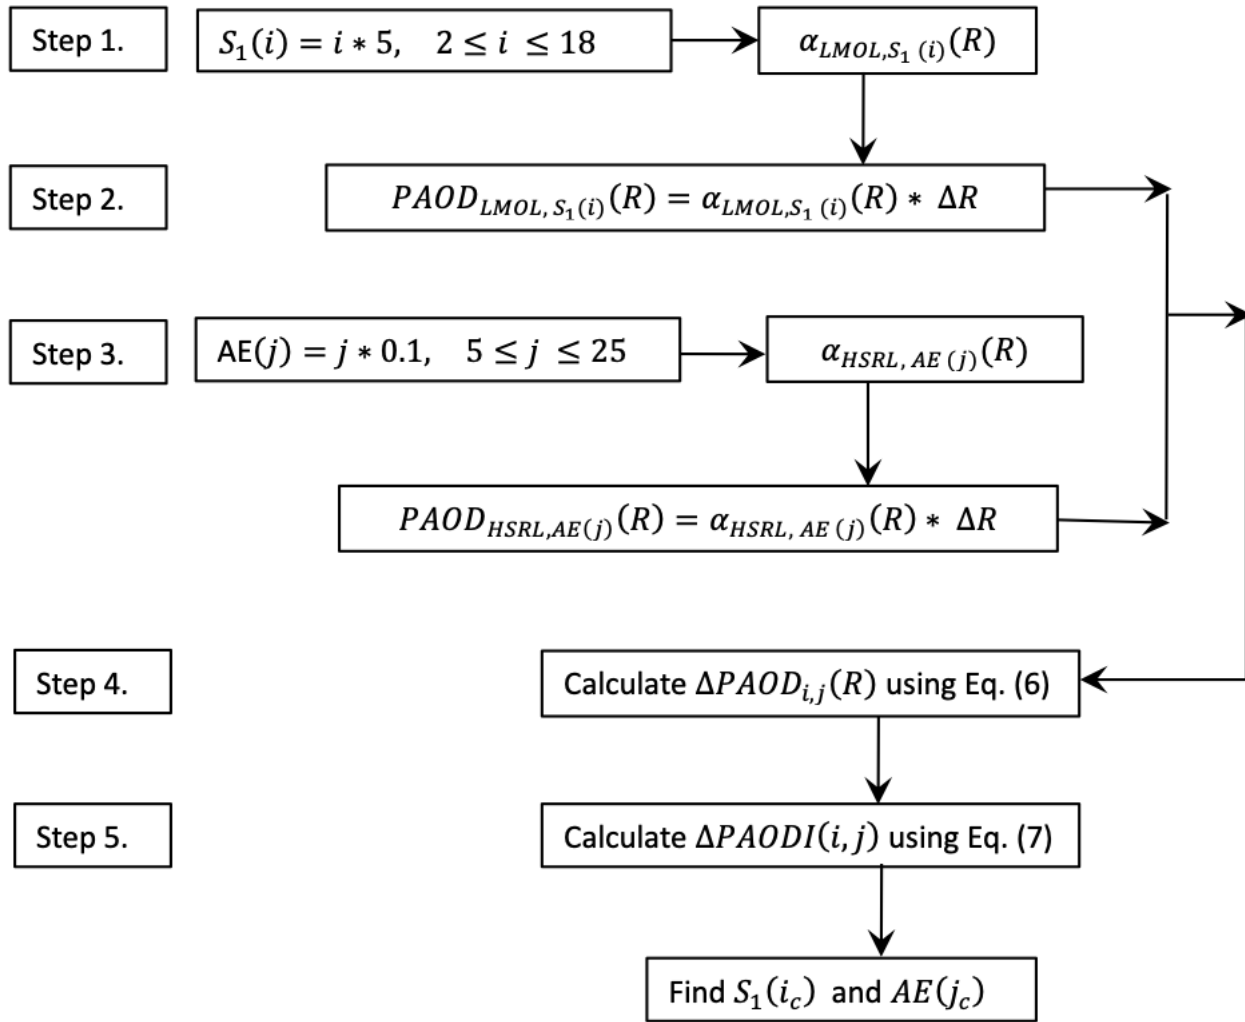 Step 1.
S₁(i) = i ∗ 5, 2 ≤ i ≤ 18
α_{LMOL,S₁ (i)}(R)
Step 2.
PAOD_{LMOL, S₁(i)}(R) = α_{LMOL,S₁ (i)}(R) ∗ ΔR
Step 3.
AE(j) = j ∗ 0.1, 5 ≤ j ≤ 25
α_{HSRL, AE (j)}(R)
PAOD_{HSRL,AE(j)}(R) = α_{HSRL, AE (j)}(R) ∗ ΔR
Step 4.
Calculate ΔPAOD_{i,j}(R) using Eq. (6)
Step 5.
Calculate ΔPAODI(i, j) using Eq. (7)
Find S₁(i_c) and AE(j_c)